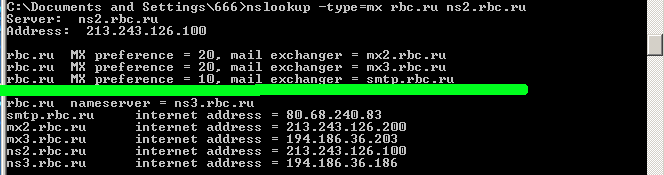 C:\Documents and Settings\666>nslookup -type=mx rbc.ru ns2.rbc.ru
Server:  ns2.rbc.ru
Address:  213.243.126.100
rbc.ru  MX preference = 20, mail exchanger = mx2.rbc.ru
rbc.ru  MX preference = 20, mail exchanger = mx3.rbc.ru
rbc.ru  MX preference = 10, mail exchanger = smtp.rbc.ru
rbc.ru  nameserver = ns3.rbc.ru
smtp.rbc.ru     internet address = 80.68.240.83
mx2.rbc.ru      internet address = 213.243.126.200
mx3.rbc.ru      internet address = 194.186.36.203
ns2.rbc.ru      internet address = 213.243.126.100
ns3.rbc.ru      internet address = 194.186.36.186